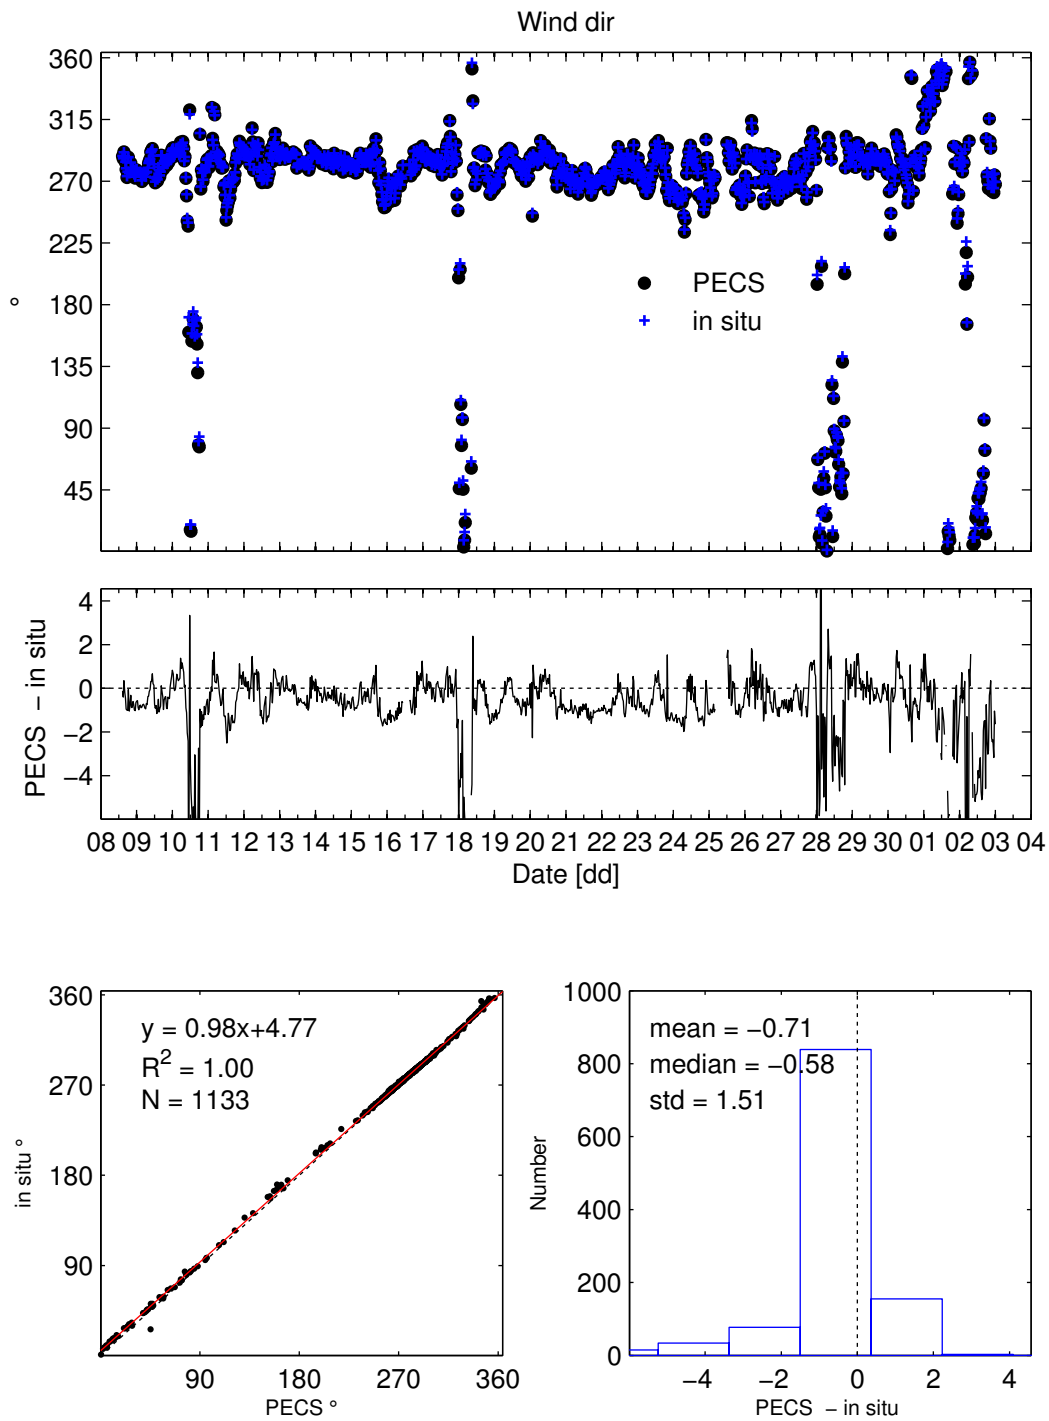 Wind dir
360
315
270
225
180
135
90
45
°
PECS
in situ
4
2
0
−2
−4
PECS − in situ
08 09 10 11 12 13 14 15 16 17 18 19 20 21 22 23 24 25 26 27 28 29 30 01 02 03 04
Date [dd]
360
270
180
90
in situ °
y = 0.98x+4.77
R² = 1.00
N = 1133
90 180 270 360
PECS °
1000
800
600
400
200
0
Number
mean = −0.71
median = −0.58
std = 1.51
−4 −2 0 2 4
PECS − in situ